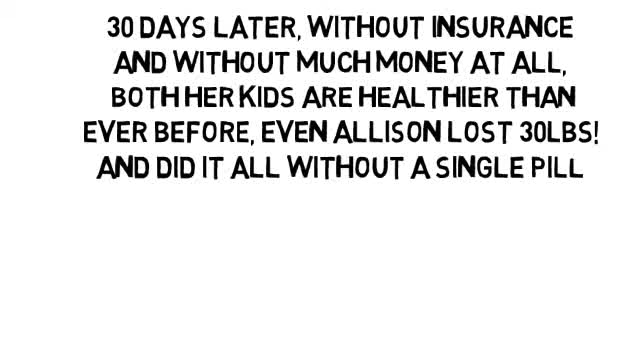 30 DAYS LATER, WITHOUT INSURANCE
AND WITHOUT MUCH MONEY AT ALL,
BOTH HER KIDS ARE HEALTHIER THAN
EVER BEFORE, EVEN ALLISON LOST 30LBS!
AND DID IT ALL WITHOUT A SINGLE PILL